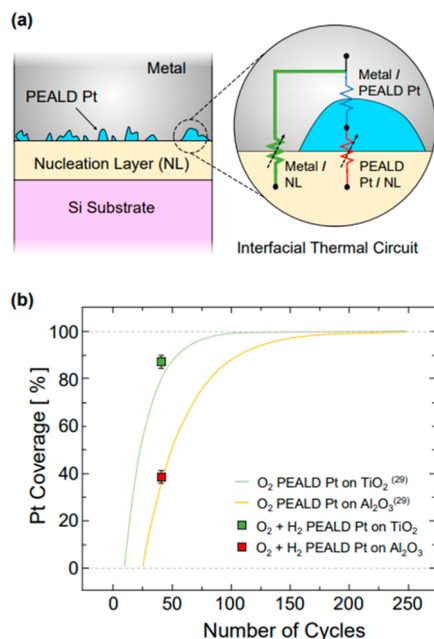 (a)
Metal
PEALD Pt
Nucleation Layer (NL)
Si Substrate
Metal /
PEALD Pt
Metal /
NL
PEALD
Pt / NL
Interfacial Thermal Circuit
(b)
Pt Coverage [ % ]
100
80
60
40
20
0
O₂ PEALD Pt on TiO₂ (29)
O₂ PEALD Pt on Al₂O₃(29)
O₂ + H₂ PEALD Pt on TiO₂
O₂ + H₂ PEALD Pt on Al₂O₃
0 50 100 150 200 250
Number of Cycles